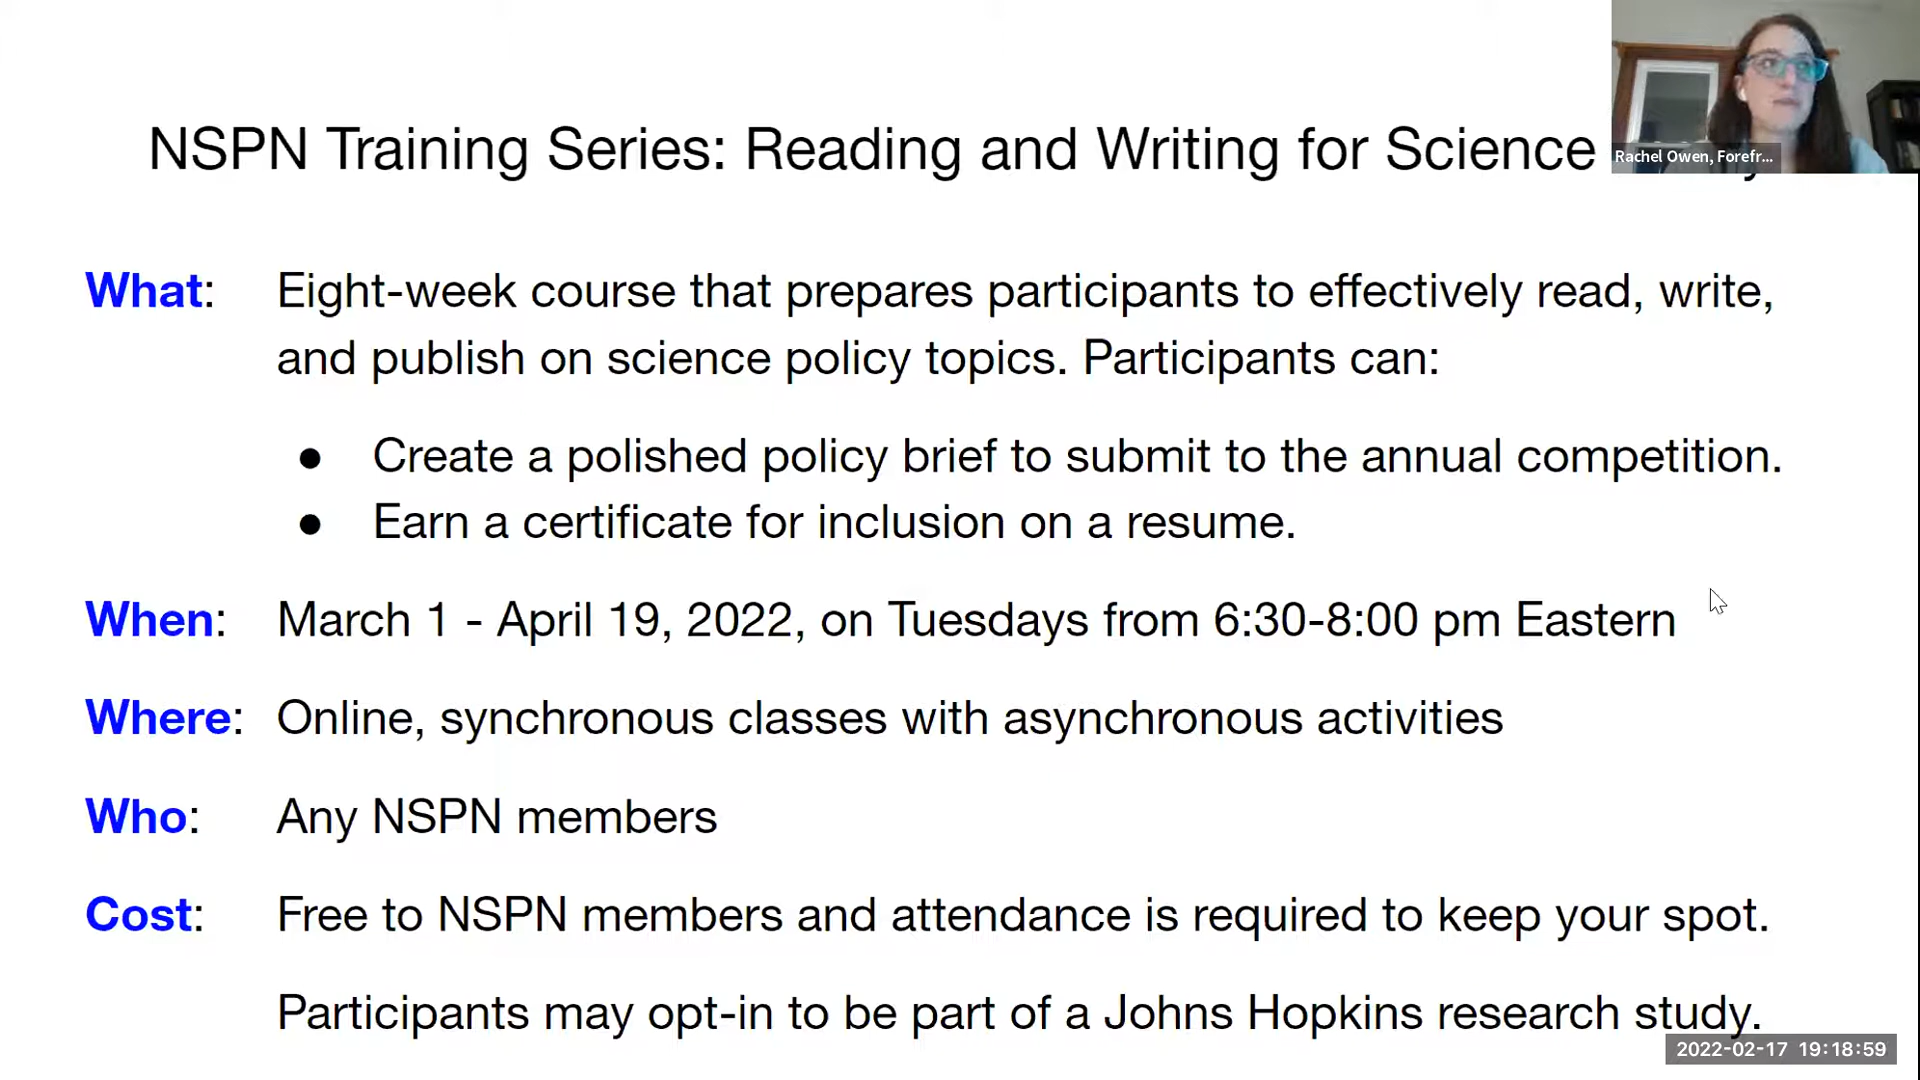 NSPN Training Series: Reading and Writing for Science
Rachel Owen, Forefr...
What: Eight-week course that prepares participants to effectively read, write,
and publish on science policy topics. Participants can:
● Create a polished policy brief to submit to the annual competition.
● Earn a certificate for inclusion on a resume.
When: March 1 - April 19, 2022, on Tuesdays from 6:30-8:00 pm Eastern
Where: Online, synchronous classes with asynchronous activities
Who: Any NSPN members
Cost: Free to NSPN members and attendance is required to keep your spot.
Participants may opt-in to be part of a Johns Hopkins research study.
2022-02-17 19:18:59